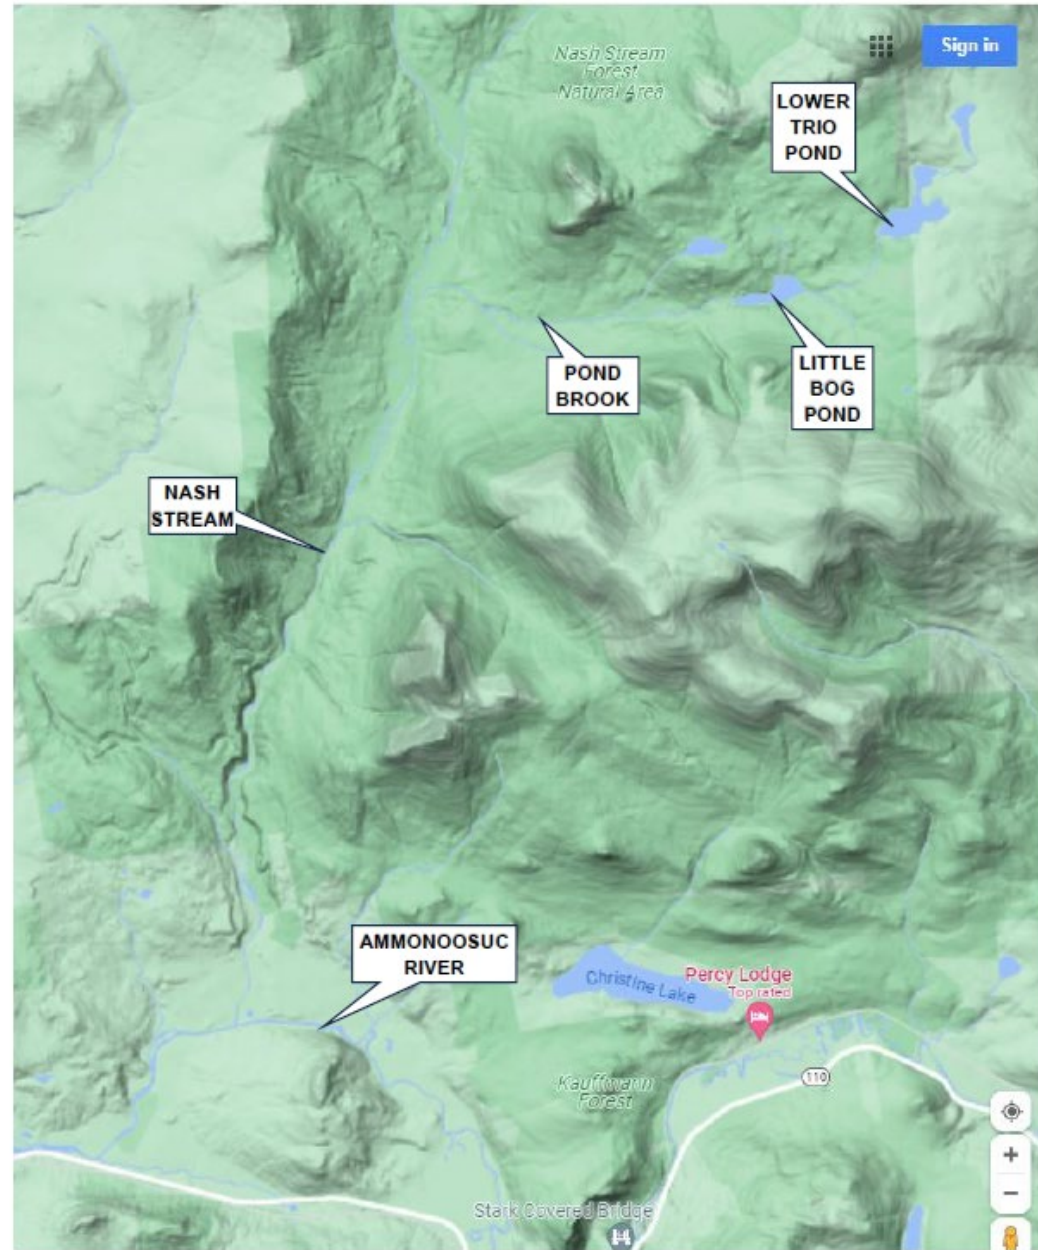 Nash Stream
Forest
Natural Area
Sign in
LOWER
TRIO
POND
POND
BROOK
LITTLE
BOG
POND
NASH
STREAM
AMMONOOSUC
RIVER
Christine Lake
Percy Lodge
Top rated
110
Kauffmann
Forest
Stark Covered Bridge